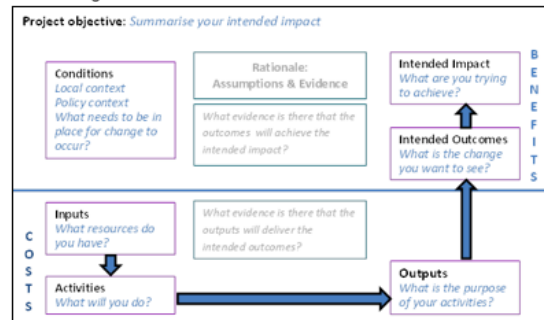 Project objective: Summarise your intended impact
Conditions
Local context
Policy context
What needs to be in
place for change to
occur?
Rationale:
Assumptions & Evidence
What evidence is there that the
outcomes will achieve the
intended impact?
Intended Impact
What are you trying
to achieve?
Intended Outcomes
What is the change
you want to see?
BENEFITS
COSTS
Inputs
What resources do
you have?
What evidence is there that the
outputs will deliver the
intended outcomes?
Activities
What will you do?
Outputs
What is the purpose
of your activities?